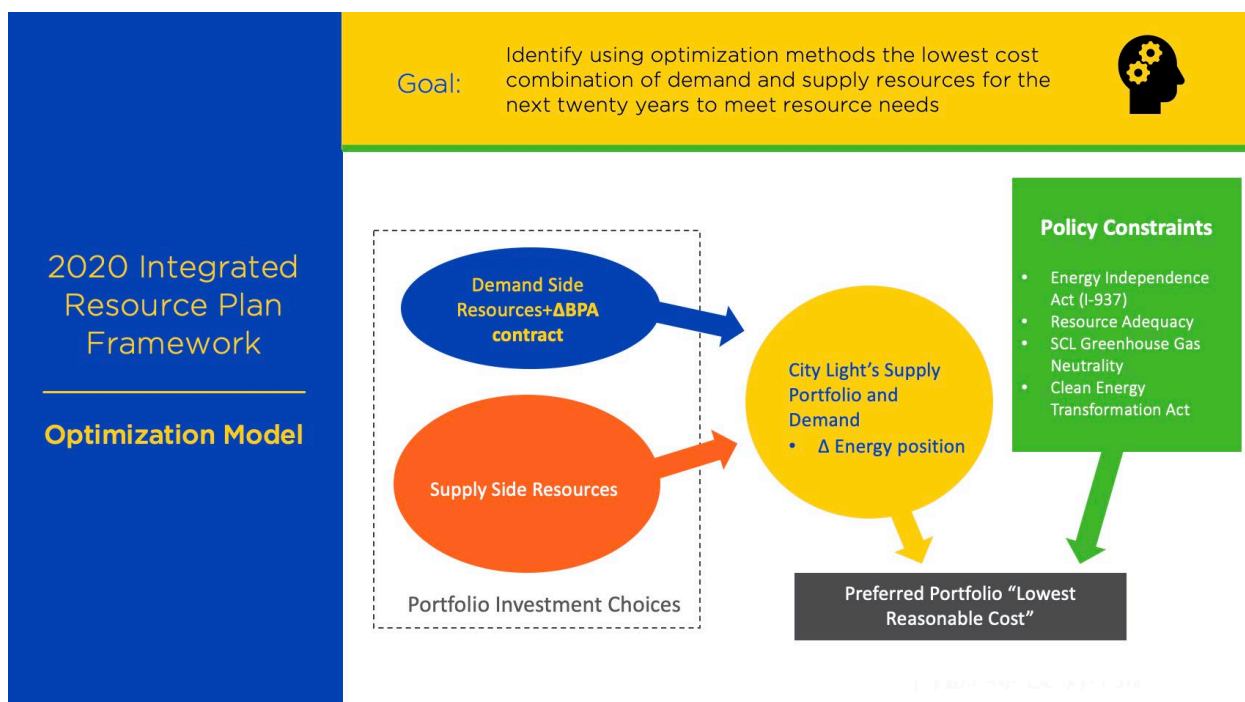 Goal:
Identify using optimization methods the lowest cost
combination of demand and supply resources for the
next twenty years to meet resource needs
2020 Integrated
Resource Plan
Framework
Optimization Model
Demand Side
Resources+ΔBPA
contract
Supply Side Resources
Portfolio Investment Choices
City Light's Supply
Portfolio and
Demand
• Δ Energy position
Policy Constraints
• Energy Independence
Act (I-937)
• Resource Adequacy
• SCL Greenhouse Gas
Neutrality
• Clean Energy
Transformation Act
Preferred Portfolio “Lowest
Reasonable Cost”